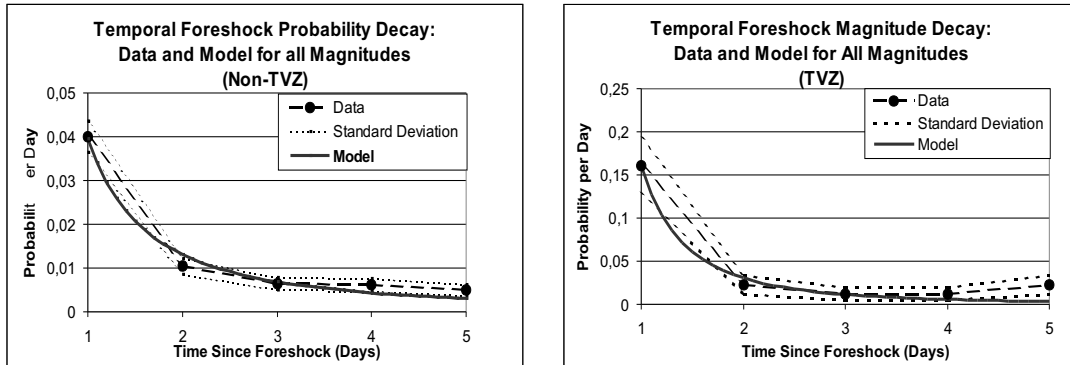 Temporal Foreshock Probability Decay:
Data and Model for all Magnitudes
(Non-TVZ)
0,05
0,04
0,03
0,02
0,01
0
Probabilit er Day
Data
Standard Deviation
Model
1 2 3 4 5
Time Since Foreshock (Days)
Temporal Foreshock Magnitude Decay:
Data and Model for All Magnitudes
(TVZ)
0,25
0,2
0,15
0,1
0,05
0
Probability per Day
Data
Standard Deviation
Model
1 2 3 4 5
Time Since Foreshock (Days)